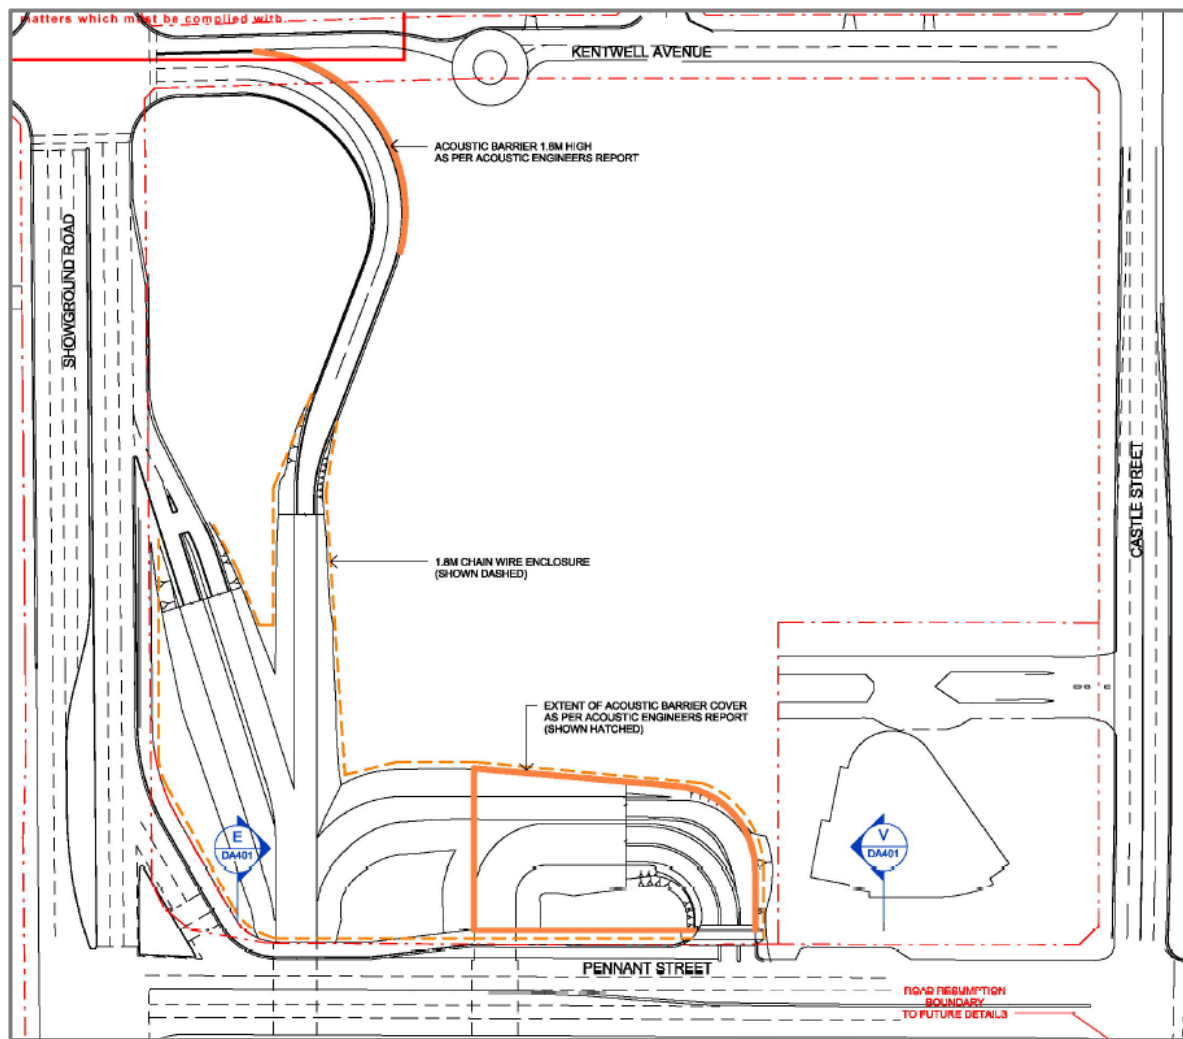 matters which must be complied with.
KENTWELL AVENUE
ACOUSTIC BARRIER 1.8M HIGH
AS PER ACOUSTIC ENGINEERS REPORT
SHOWGROUND ROAD
CASTLE STREET
1.8M CHAIN WIRE ENCLOSURE
(SHOWN DASHED)
EXTENT OF ACOUSTIC BARRIER COVER
AS PER ACOUSTIC ENGINEERS REPORT
(SHOWN HATCHED)
E
DA401
V
DA401
PENNANT STREET
ROAD RESUMPTION
BOUNDARY
TO FUTURE DETAILS